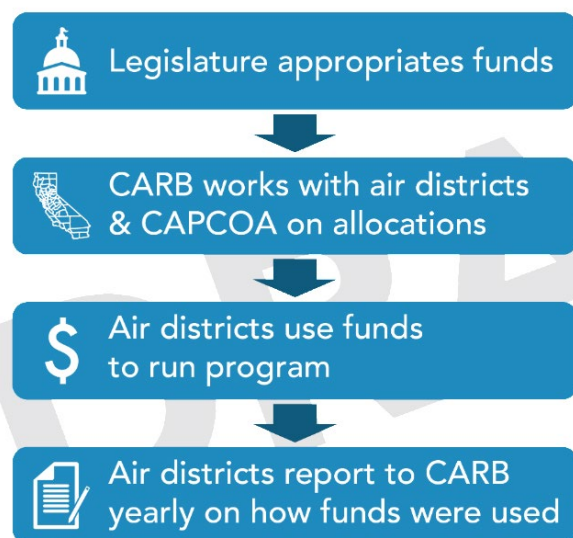 Legislature appropriates funds
CARB works with air districts
& CAPCOA on allocations
$
Air districts use funds
to run program
Air districts report to CARB
yearly on how funds were used